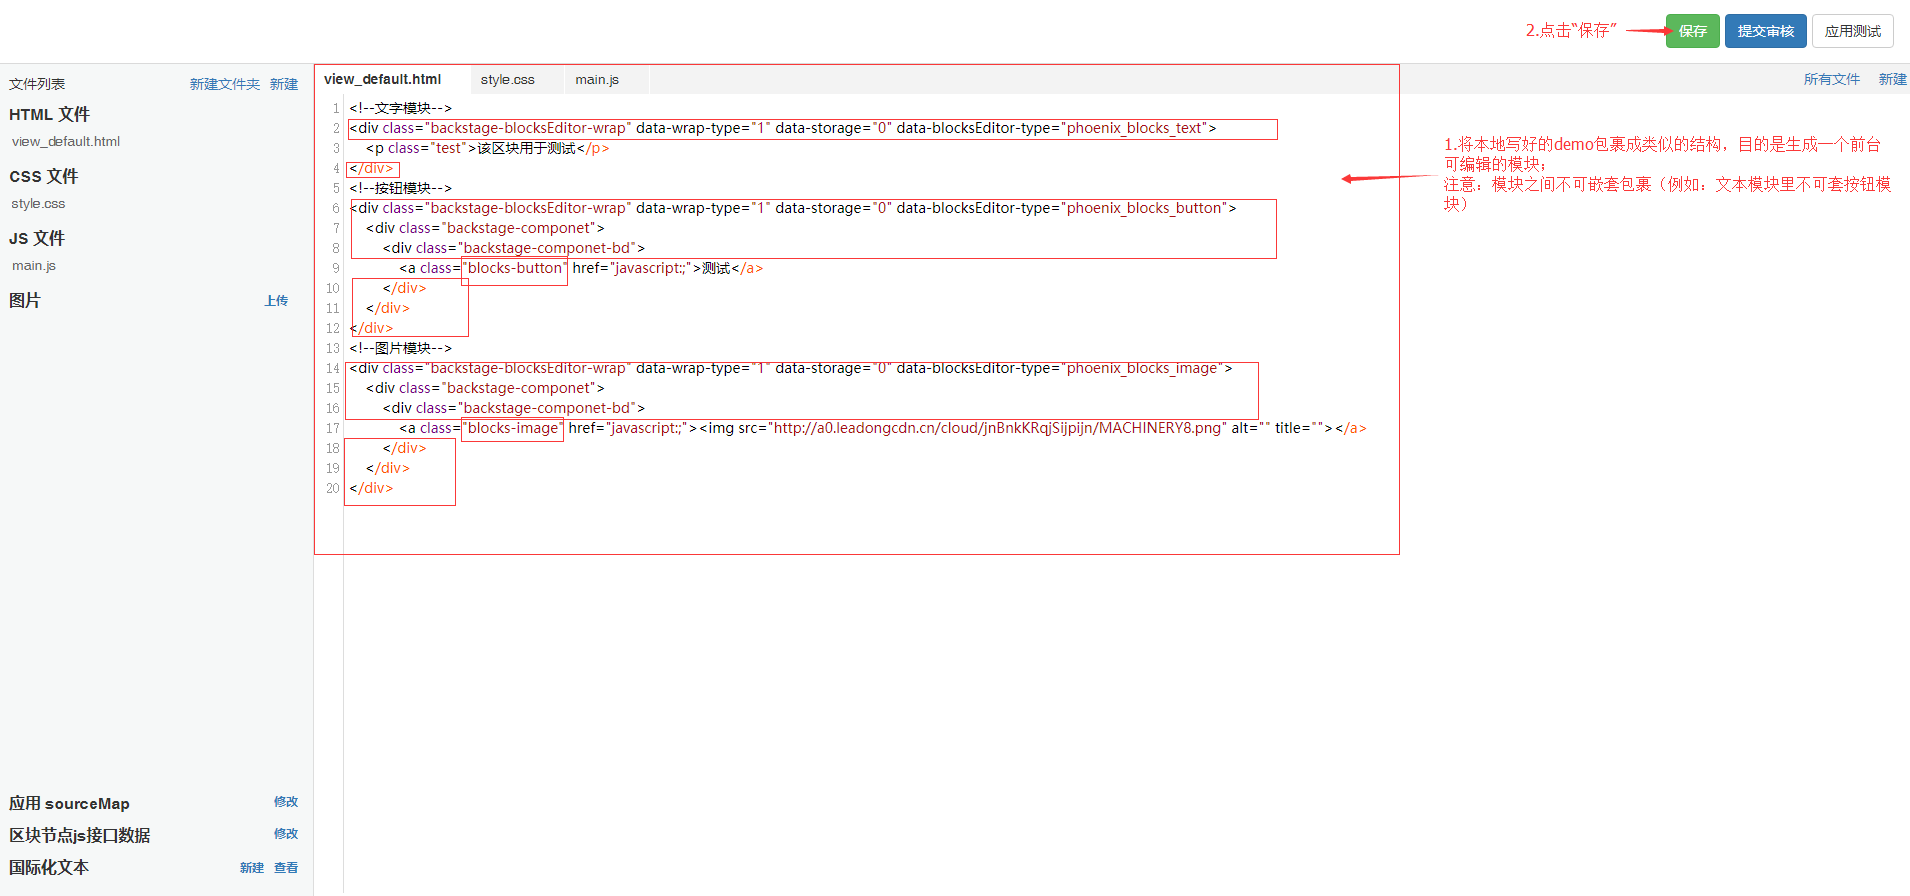 2.点击“保存”
保存 提交审核 应用测试
文件列表 新建文件夹 新建
HTML 文件
view_default.html
CSS 文件
style.css
JS 文件
main.js
图片 上传
应用 sourceMap 修改
区块节点js接口数据 修改
国际化文本 新建 查看
view_default.html style.css main.js 所有文件 新建
1 <!--文字模块-->
2 <div class="backstage-blocksEditor-wrap" data-wrap-type="1" data-storage="0" data-blocksEditor-type="phoenix_blocks_text">
3 <p class="test">该区块用于测试</p>
4 </div>
5 <!--按钮模块-->
6 <div class="backstage-blocksEditor-wrap" data-wrap-type="1" data-storage="0" data-blocksEditor-type="phoenix_blocks_button">
7 <div class="backstage-componet">
8 <div class="backstage-componet-bd">
9 <a class="blocks-button" href="javascript:;">测试</a>
10 </div>
11 </div>
12 </div>
13 <!--图片模块-->
14 <div class="backstage-blocksEditor-wrap" data-wrap-type="1" data-storage="0" data-blocksEditor-type="phoenix_blocks_image">
15 <div class="backstage-componet">
16 <div class="backstage-componet-bd">
17 <a class="blocks-image" href="javascript:;"><img src="http://a0.leadongcdn.cn/cloud/jnBnkKRqjSijpijn/MACHINERY8.png" alt="" title=""></a>
18 </div>
19 </div>
20 </div>
1.将本地写好的demo包裹成类似的结构，目的是生成一个前台
可编辑的模块；
注意：模块之间不可嵌套包裹（例如：文本模块里不可套按钮模
块）